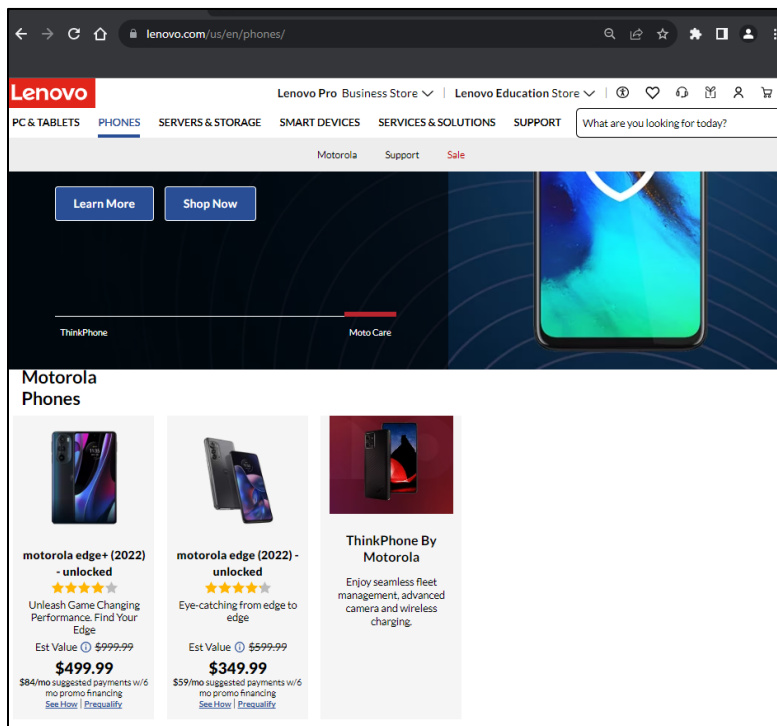 lenovo.com/us/en/phones/
Lenovo
Lenovo Pro Business Store | Lenovo Education Store |
PC & TABLETS PHONES SERVERS & STORAGE SMART DEVICES SERVICES & SOLUTIONS SUPPORT What are you looking for today?
Motorola Support Sale
Learn More Shop Now
ThinkPhone Moto Care
Motorola
Phones
motorola edge+ (2022)
- unlocked
Unleash Game Changing
Performance. Find Your
Edge
Est Value $999.99
$499.99
$84/mo suggested payments w/6
mo promo financing
See How | Prequalify
motorola edge (2022) -
unlocked
Eye-catching from edge to
edge
Est Value $599.99
$349.99
$59/mo suggested payments w/6
mo promo financing
See How | Prequalify
ThinkPhone By
Motorola
Enjoy seamless fleet
management, advanced
camera and wireless
charging.